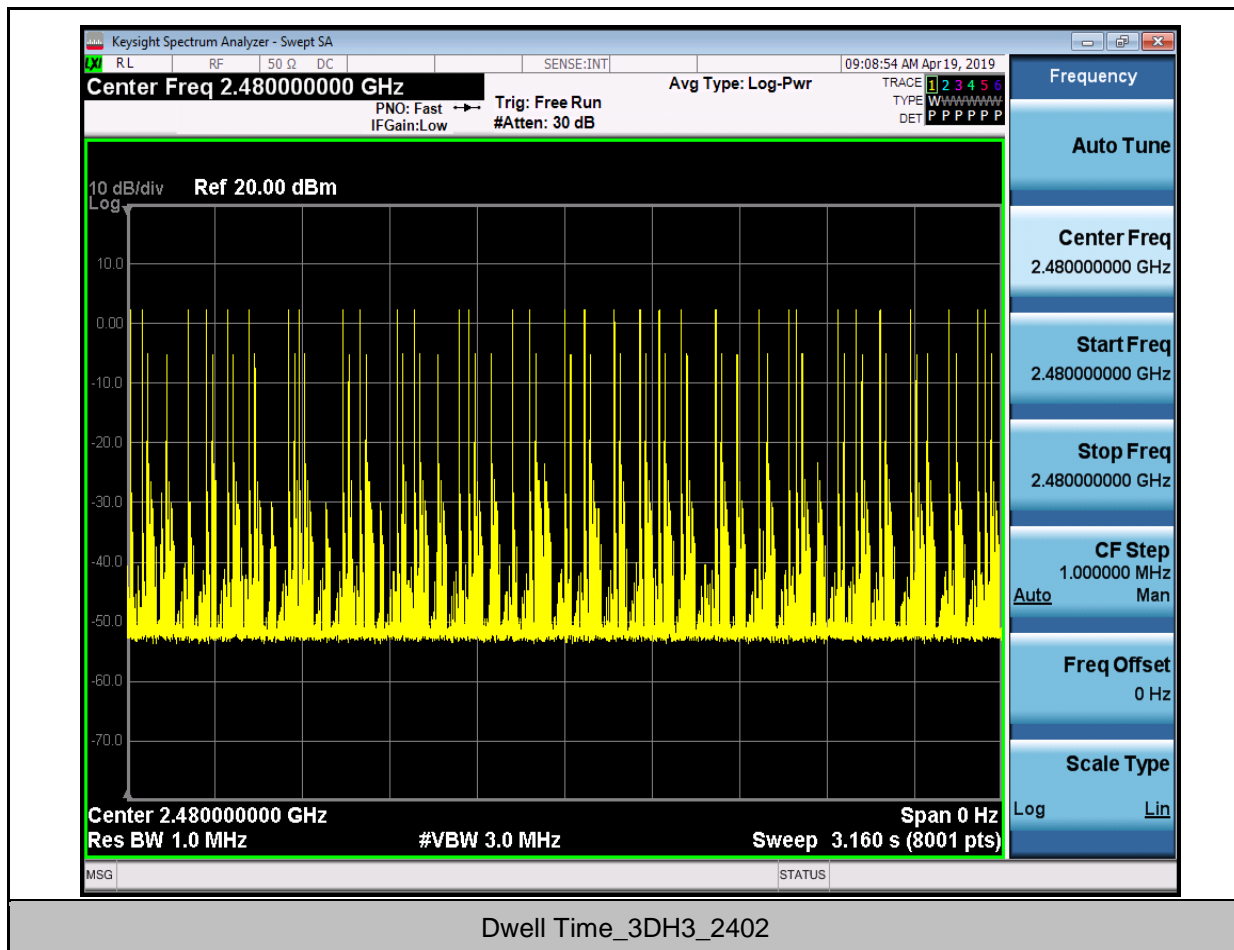 Keysight Spectrum Analyzer - Swept SA
LXI RL RF 50 Ω DC SENSE:INT 09:08:54 AM Apr 19, 2019
Center Freq 2.480000000 GHz
PNO: Fast
IFGain:Low
Trig: Free Run
#Atten: 30 dB
Avg Type: Log-Pwr
TRACE 1 2 3 4 5 6
TYPE WWWWWW
DET P P P P P P
10 dB/div Ref 20.00 dBm
Log
10.0
0.00
-10.0
-20.0
-30.0
-40.0
-50.0
-60.0
-70.0
Center 2.480000000 GHz Span 0 Hz
Res BW 1.0 MHz #VBW 3.0 MHz Sweep 3.160 s (8001 pts)
MSG STATUS
Frequency
Auto Tune
Center Freq
2.480000000 GHz
Start Freq
2.480000000 GHz
Stop Freq
2.480000000 GHz
CF Step
1.000000 MHz
Auto Man
Freq Offset
0 Hz
Scale Type
Log Lin
Dwell Time_3DH3_2402